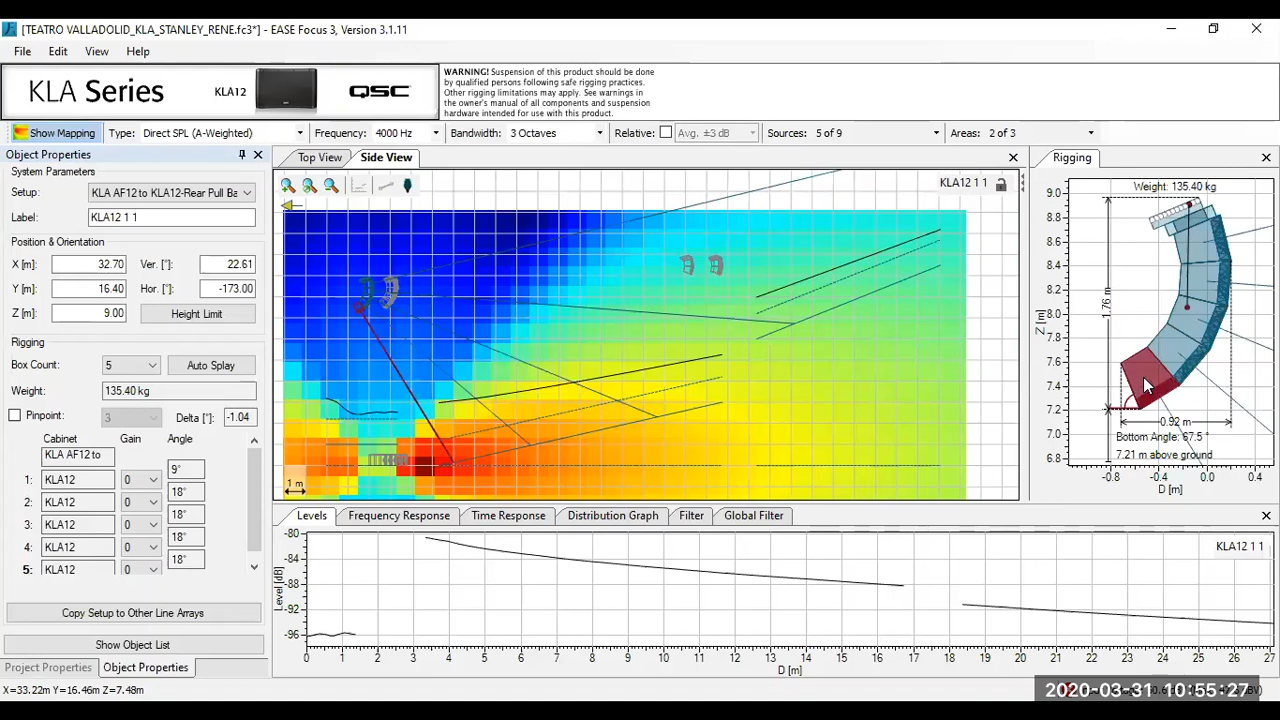 [TEATRO VALLADOLID_KLA_STANLEY_RENE.fc3*] - EASE Focus 3, Version 3.1.11
File Edit View Help
KLA Series KLA12 QSC
WARNING! Suspension of this product should be done
by qualified persons following safe rigging practices.
Other rigging limitations may apply. See warnings in
the owner's manual of all components and suspension
hardware intended for use with this product.
Show Mapping Type: Direct SPL (A-Weighted) Frequency: 4000 Hz Bandwidth: 3 Octaves Relative: Avg. ±3 dB Sources: 5 of 9 Areas: 2 of 3
Object Properties
System Parameters
Setup: KLA AF12 to KLA12-Rear Pull Ba
Label: KLA12 1 1
Position & Orientation
X [m]: 32.70 Ver. [°]: 22.61
Y [m]: 16.40 Hor. [°]: -173.00
Z [m]: 9.00 Height Limit
Rigging
Box Count: 5 Auto Splay
Weight: 135.40 kg
Pinpoint: 3 Delta [°]: -1.04
Cabinet Gain Angle
KLA AF12 to
9°
1: KLA12 0
18°
2: KLA12 0
18°
3: KLA12 0
18°
4: KLA12 0
18°
5: KLA12 0
Copy Setup to Other Line Arrays
Show Object List
Project Properties Object Properties
X=33.22m Y=16.46m Z=7.48m
Top View Side View
KLA12 1 1
1 m
Rigging
Weight: 135.40 kg
9.0
8.8
8.6
8.4
8.2
8.0
7.8
7.6
7.4
7.2
7.0
6.8
Z [m]
1.76 m
0.92 m
Bottom Angle: 67.5 °
7.21 m above ground
-0.8 -0.4 0.0 0.4
D [m]
Levels Frequency Response Time Response Distribution Graph Filter Global Filter
KLA12 1 1
Level [dB]
-80
-84
-88
-92
-96
0 1 2 3 4 5 6 7 8 9 10 11 12 13 14 15 16 17 18 19 20 21 22 23 24 25 26 27
D [m]
2020-03-31 10:55:27